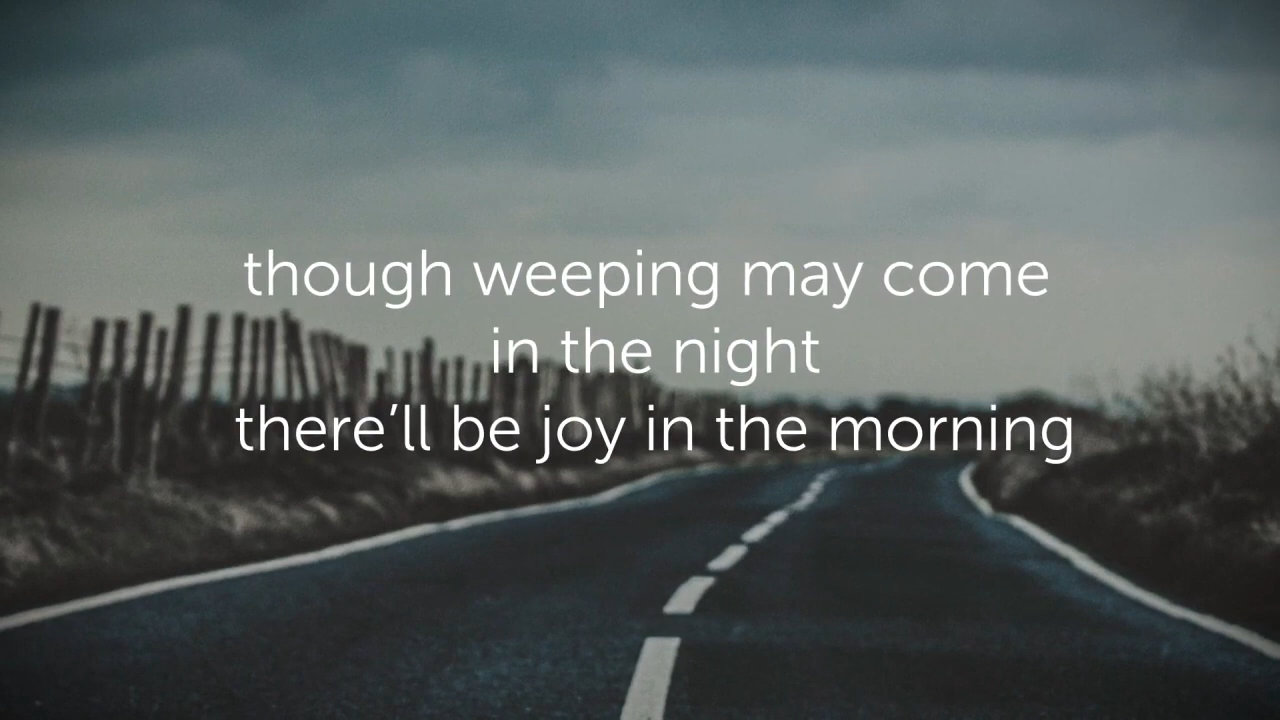 though weeping may come
in the night
there’ll be joy in the morning